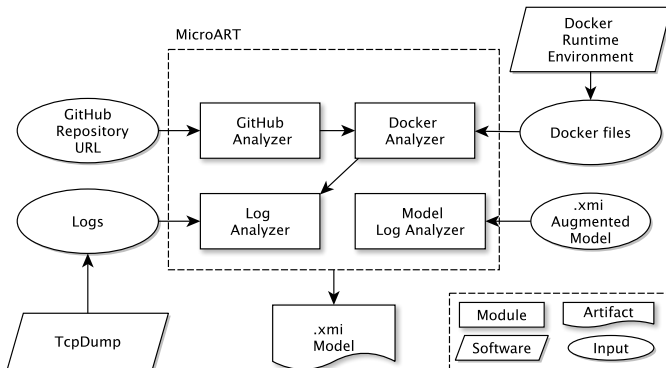 MicroART
Docker
Runtime
Environment
GitHub
Repository
URL
GitHub
Analyzer
Docker
Analyzer
Docker files
Logs
Log
Analyzer
Model
Log Analyzer
.xmi
Augmented
Model
TcpDump
.xmi
Model
Module
Artifact
Software
Input